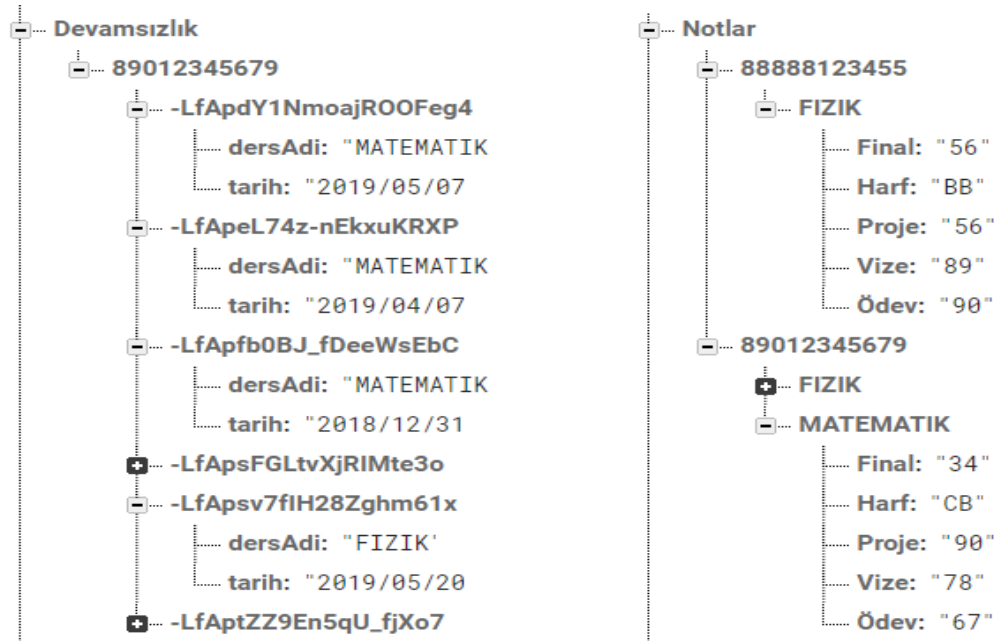 Devamsızlık
89012345679
-LfApdY1NmoajROOFeg4
dersAdi: "MATEMATIK
tarih: "2019/05/07
-LfApeL74z-nEkxuKRXP
dersAdi: "MATEMATIK
tarih: "2019/04/07
-LfApfb0BJ_fDeeWsEbC
dersAdi: "MATEMATIK
tarih: "2018/12/31
-LfApsFGLtvXjRIMte3o
-LfApsv7fIH28Zghm61x
dersAdi: "FIZIK'
tarih: "2019/05/20
-LfAptZZ9En5qU_fjXo7
Notlar
88888123455
FIZIK
Final: "56"
Harf: "BB"
Proje: "56"
Vize: "89"
Ödev: "90"
89012345679
FIZIK
MATEMATIK
Final: "34"
Harf: "CB"
Proje: "90"
Vize: "78"
Ödev: "67"